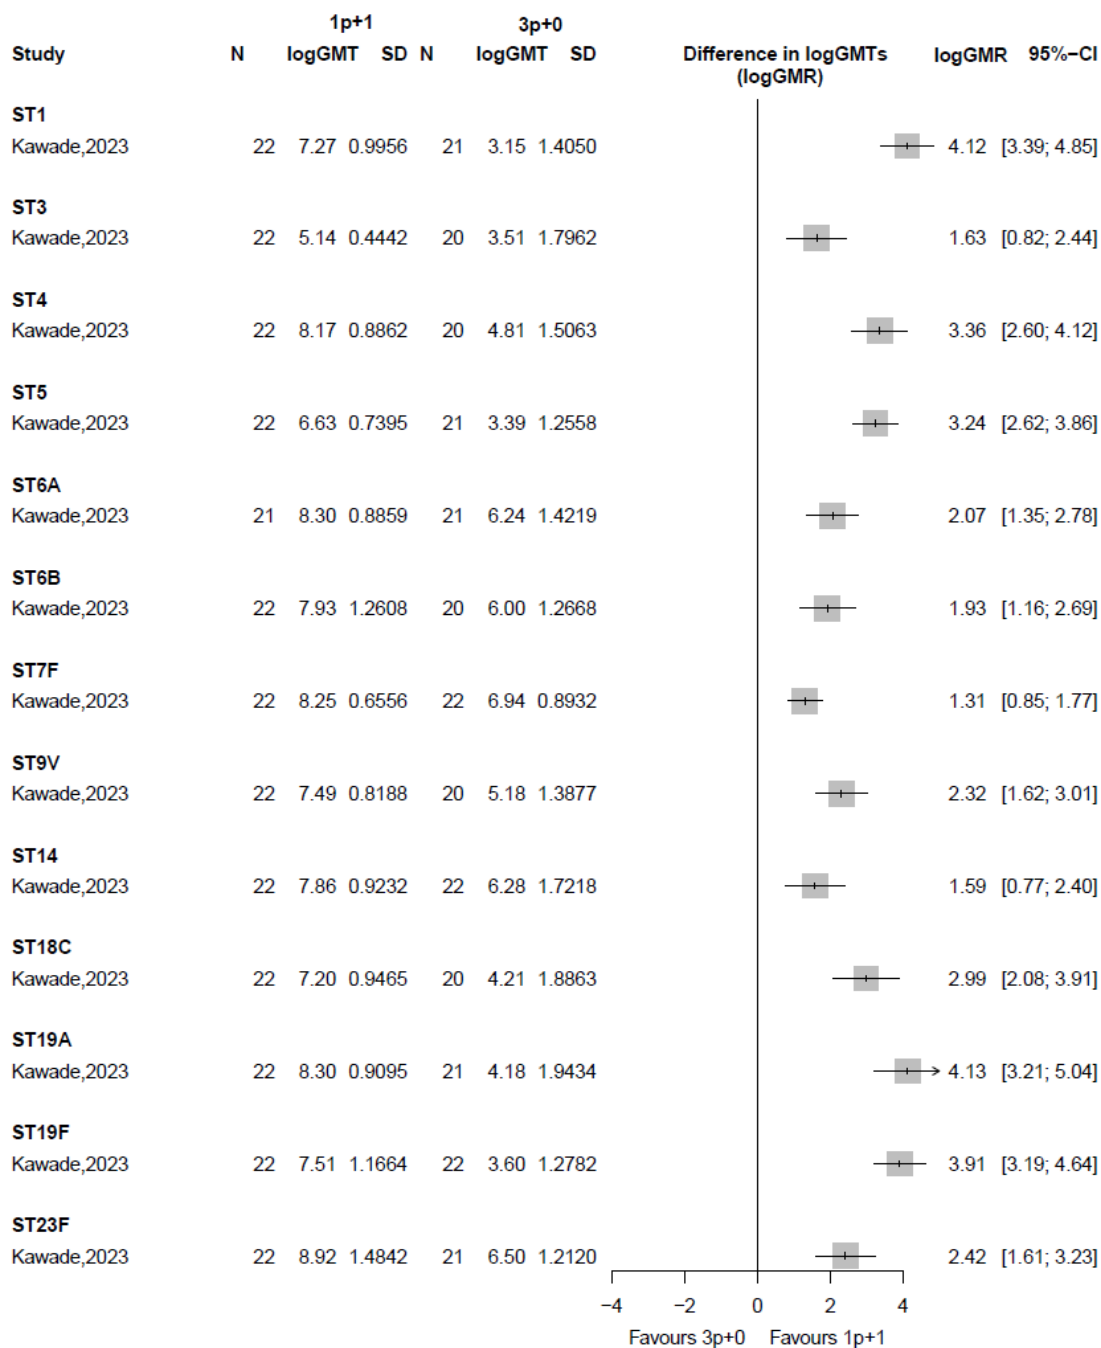 1p+1 3p+0
Study N logGMT SD N logGMT SD Difference in logGMTs logGMR 95%−CI
(logGMR)
ST1
Kawade,2023 22 7.27 0.9956 21 3.15 1.4050 4.12 [3.39; 4.85]
ST3
Kawade,2023 22 5.14 0.4442 20 3.51 1.7962 1.63 [0.82; 2.44]
ST4
Kawade,2023 22 8.17 0.8862 20 4.81 1.5063 3.36 [2.60; 4.12]
ST5
Kawade,2023 22 6.63 0.7395 21 3.39 1.2558 3.24 [2.62; 3.86]
ST6A
Kawade,2023 21 8.30 0.8859 21 6.24 1.4219 2.07 [1.35; 2.78]
ST6B
Kawade,2023 22 7.93 1.2608 20 6.00 1.2668 1.93 [1.16; 2.69]
ST7F
Kawade,2023 22 8.25 0.6556 22 6.94 0.8932 1.31 [0.85; 1.77]
ST9V
Kawade,2023 22 7.49 0.8188 20 5.18 1.3877 2.32 [1.62; 3.01]
ST14
Kawade,2023 22 7.86 0.9232 22 6.28 1.7218 1.59 [0.77; 2.40]
ST18C
Kawade,2023 22 7.20 0.9465 20 4.21 1.8863 2.99 [2.08; 3.91]
ST19A
Kawade,2023 22 8.30 0.9095 21 4.18 1.9434 4.13 [3.21; 5.04]
ST19F
Kawade,2023 22 7.51 1.1664 22 3.60 1.2782 3.91 [3.19; 4.64]
ST23F
Kawade,2023 22 8.92 1.4842 21 6.50 1.2120 2.42 [1.61; 3.23]
−4 −2 0 2 4
Favours 3p+0 Favours 1p+1